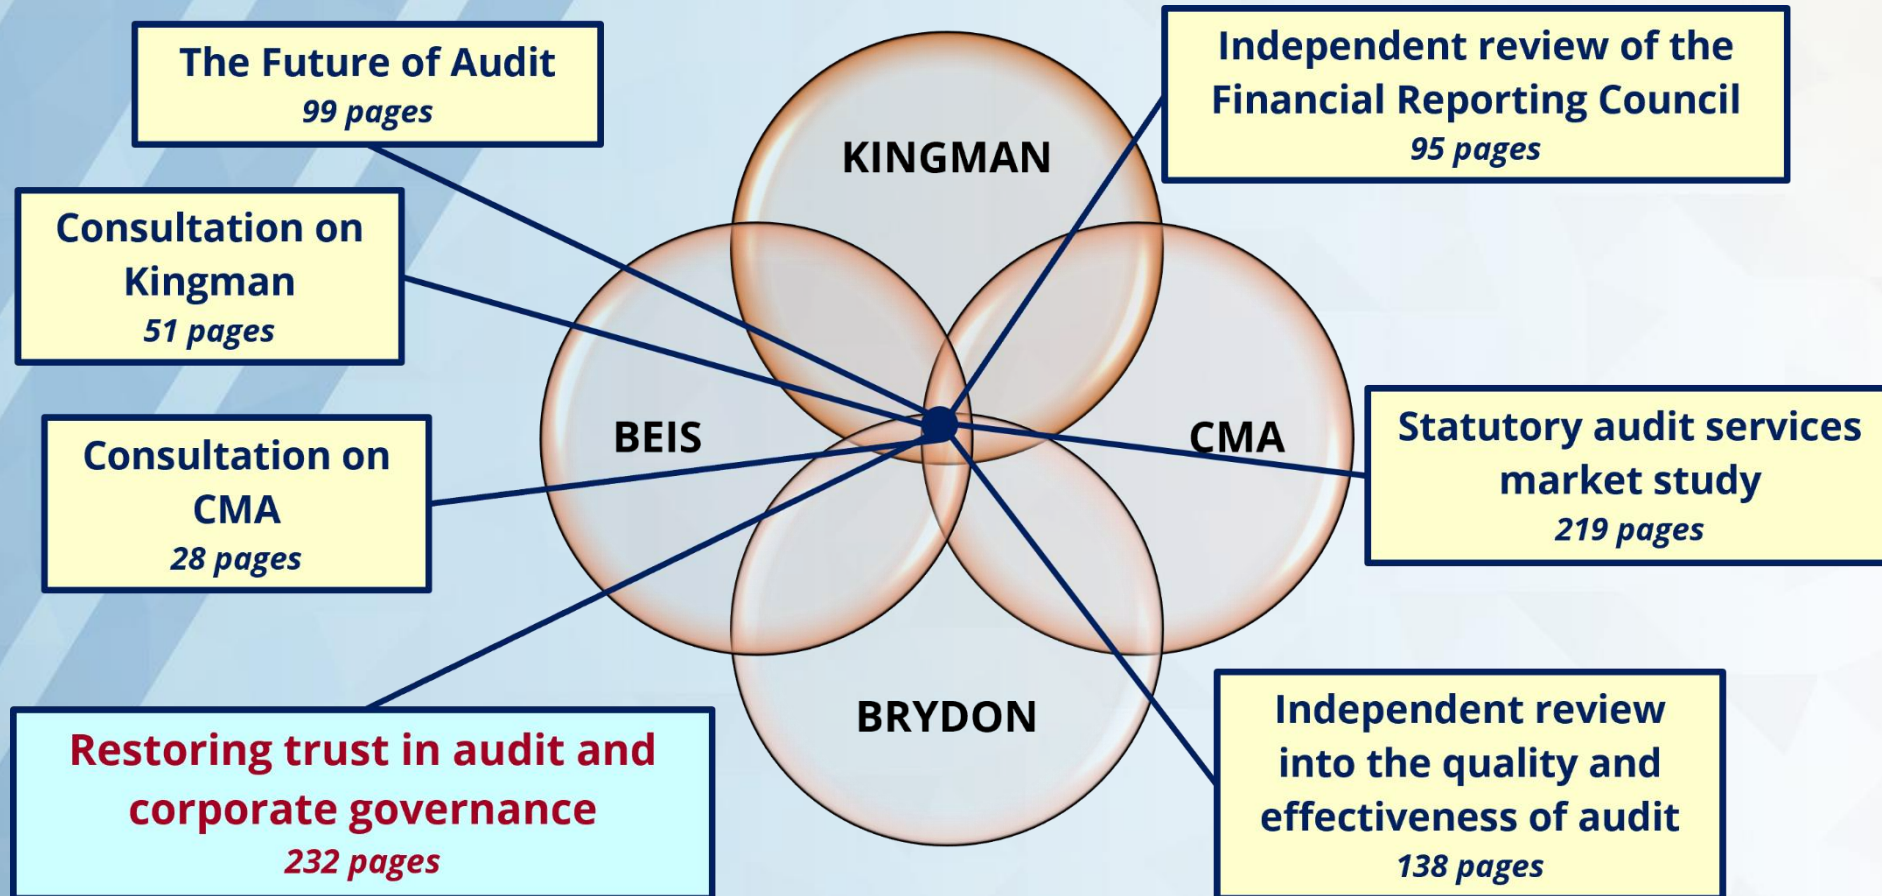 The Future of Audit
99 pages
Independent review of the
Financial Reporting Council
95 pages
KINGMAN
Consultation on
Kingman
51 pages
BEIS
CMA
Consultation on
CMA
28 pages
Statutory audit services
market study
219 pages
BRYDON
Restoring trust in audit and
corporate governance
232 pages
Independent review
into the quality and
effectiveness of audit
138 pages